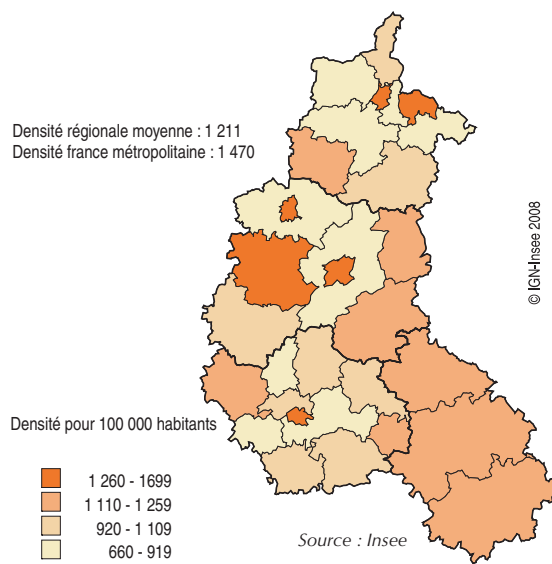 Densité régionale moyenne : 1 211
Densité france métropolitaine : 1 470
© IGN-Insee 2008
Densité pour 100 000 habitants
1 260 - 1699
1 110 - 1 259
920 - 1 109
660 - 919
Source : Insee